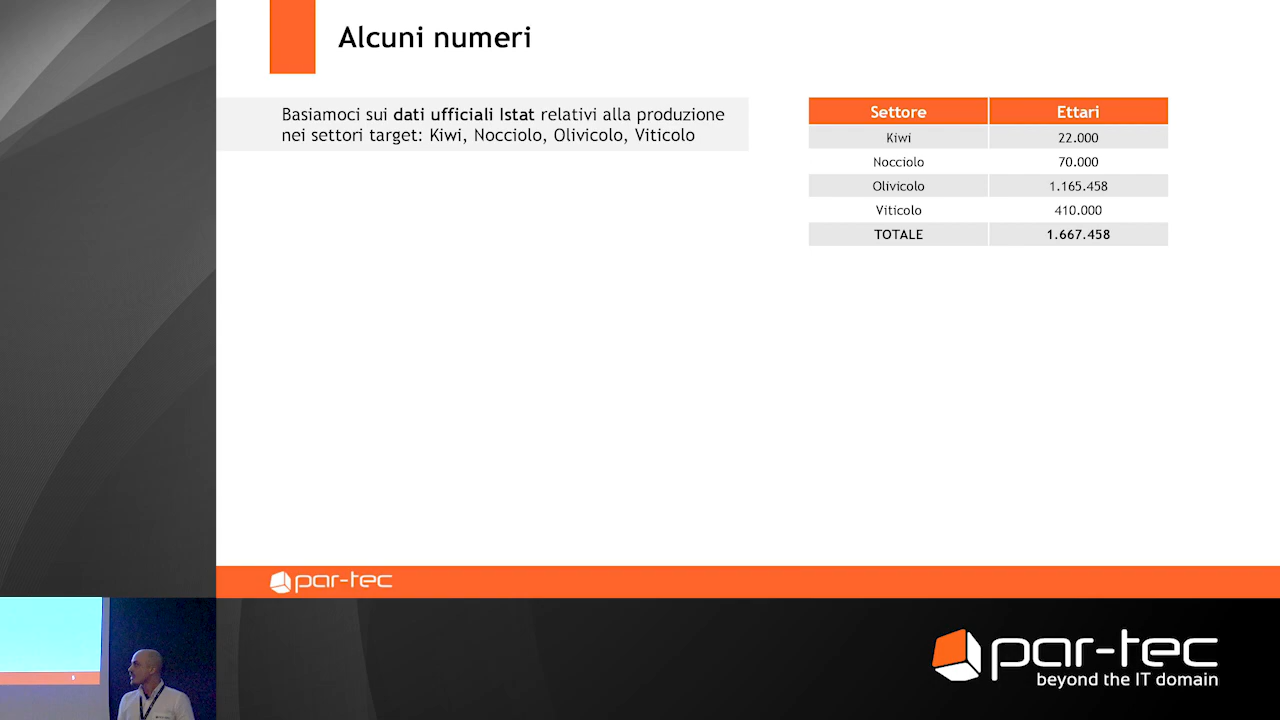 Alcuni numeri
Basiamoci sui dati ufficiali Istat relativi alla produzione
nei settori target: Kiwi, Nocciolo, Olivicolo, Viticolo
Settore Ettari
Kiwi 22.000
Nocciolo 70.000
Olivicolo 1.165.458
Viticolo 410.000
TOTALE 1.667.458
par-tec
par-tec
beyond the IT domain